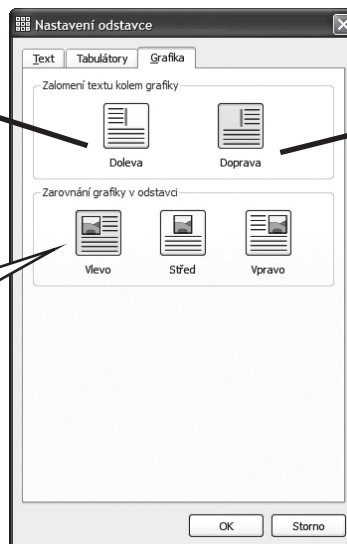 Nastavení odstavce
Text Tabulátory Grafika
Zalomení textu kolem grafiky
Doleva Doprava
Zarovnání grafiky v odstavci
Vlevo Střed Vpravo
OK Storno